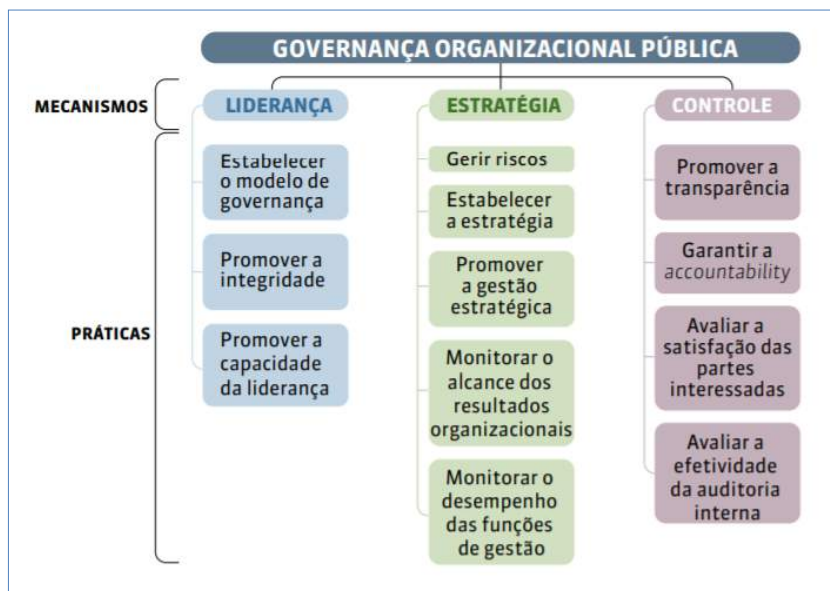 GOVERNANÇA ORGANIZACIONAL PÚBLICA
MECANISMOS
LIDERANÇA
ESTRATÉGIA
CONTROLE
PRÁTICAS
Estabelecer
o modelo de
governança
Promover a
integridade
Promover a
capacidade
da liderança
Gerir riscos
Estabelecer
a estratégia
Promover
a gestão
estratégica
Monitorar o
alcance dos
resultados
organizacionais
Monitorar o
desempenho
das funções
de gestão
Promover a
transparência
Garantir a
accountability
Avaliar a
satisfação das
partes
interessadas
Avaliar a
efetividade
da auditoria
interna